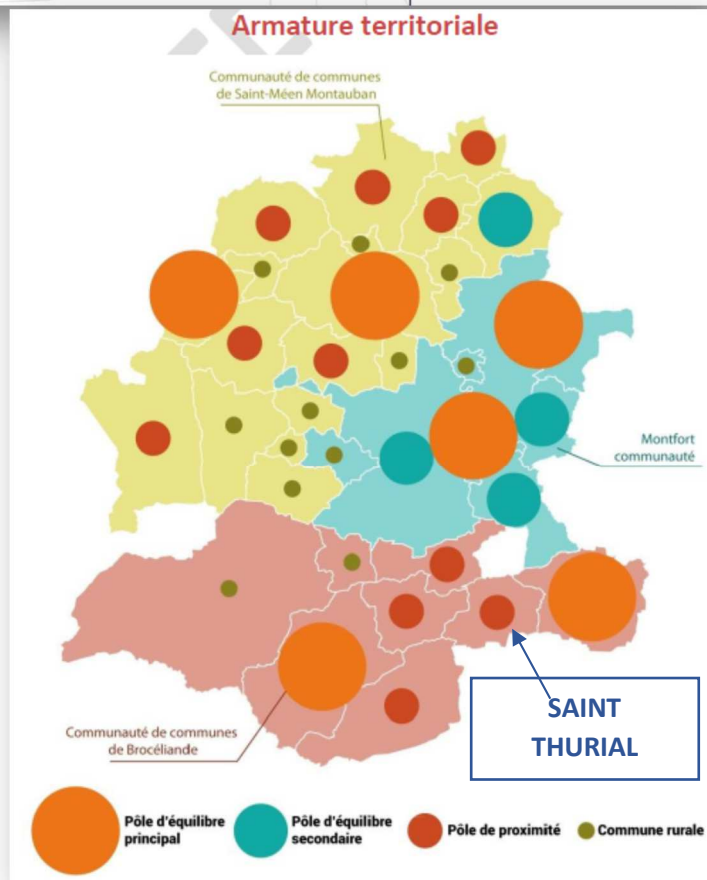 Armature territoriale
Communauté de communes
de Saint-Méen Montauban
Montfort
communauté
SAINT
THURIAL
Communauté de communes
de Brocéliande
Pôle d'équilibre
principal
Pôle d'équilibre
secondaire
Pôle de proximité
Commune rurale